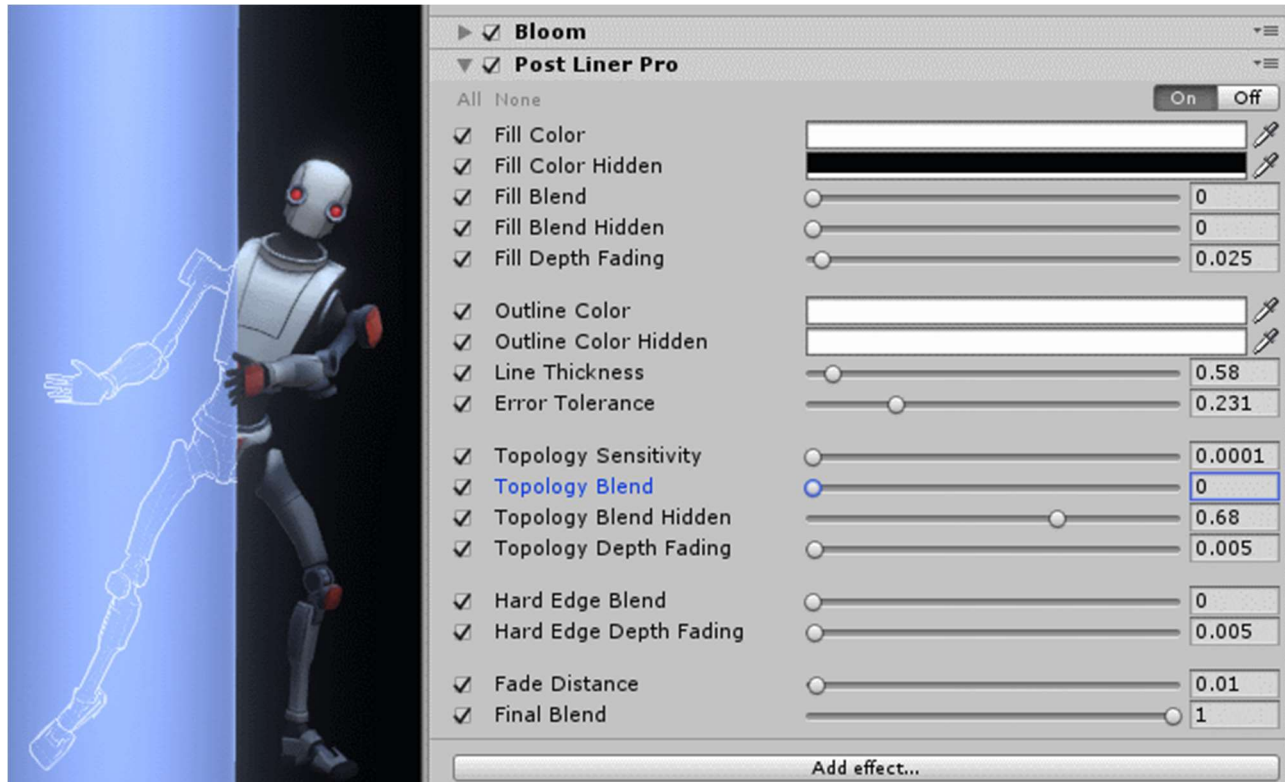 Bloom
Post Liner Pro
All None On Off
Fill Color
Fill Color Hidden
Fill Blend 0
Fill Blend Hidden 0
Fill Depth Fading 0.025
Outline Color
Outline Color Hidden
Line Thickness 0.58
Error Tolerance 0.231
Topology Sensitivity 0.0001
Topology Blend 0
Topology Blend Hidden 0.68
Topology Depth Fading 0.005
Hard Edge Blend 0
Hard Edge Depth Fading 0.005
Fade Distance 0.01
Final Blend 1
Add effect...